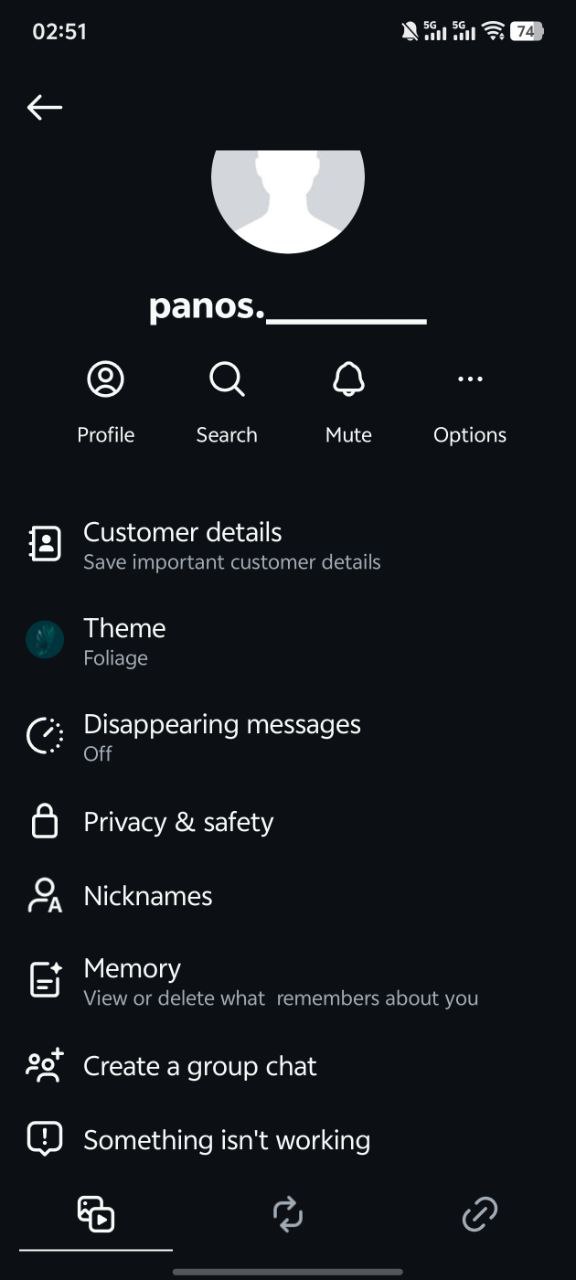 02:51
5G 5G 74
panos._________
Profile Search Mute Options
Customer details
Save important customer details
Theme
Foliage
Disappearing messages
Off
Privacy & safety
Nicknames
A
Memory
View or delete what  remembers about you
Create a group chat
Something isn't working